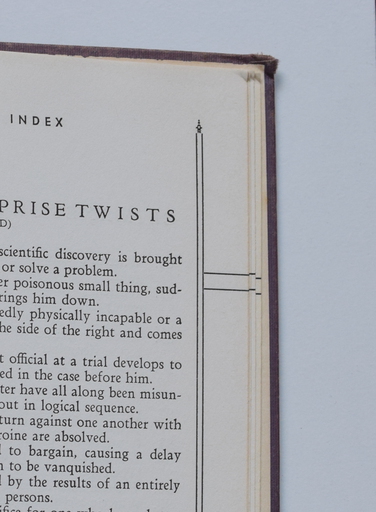 INDEX
PRISE TWISTS
D)
scientific discovery is brought
or solve a problem.
er poisonous small thing, sud-
rings him down.
edly physically incapable or a
he side of the right and comes
t official at a trial develops to
ed in the case before him.
ter have all along been misun-
out in logical sequence.
turn against one another with
roine are absolved.
l to bargain, causing a delay
n to be vanquished.
l by the results of an entirely
persons.